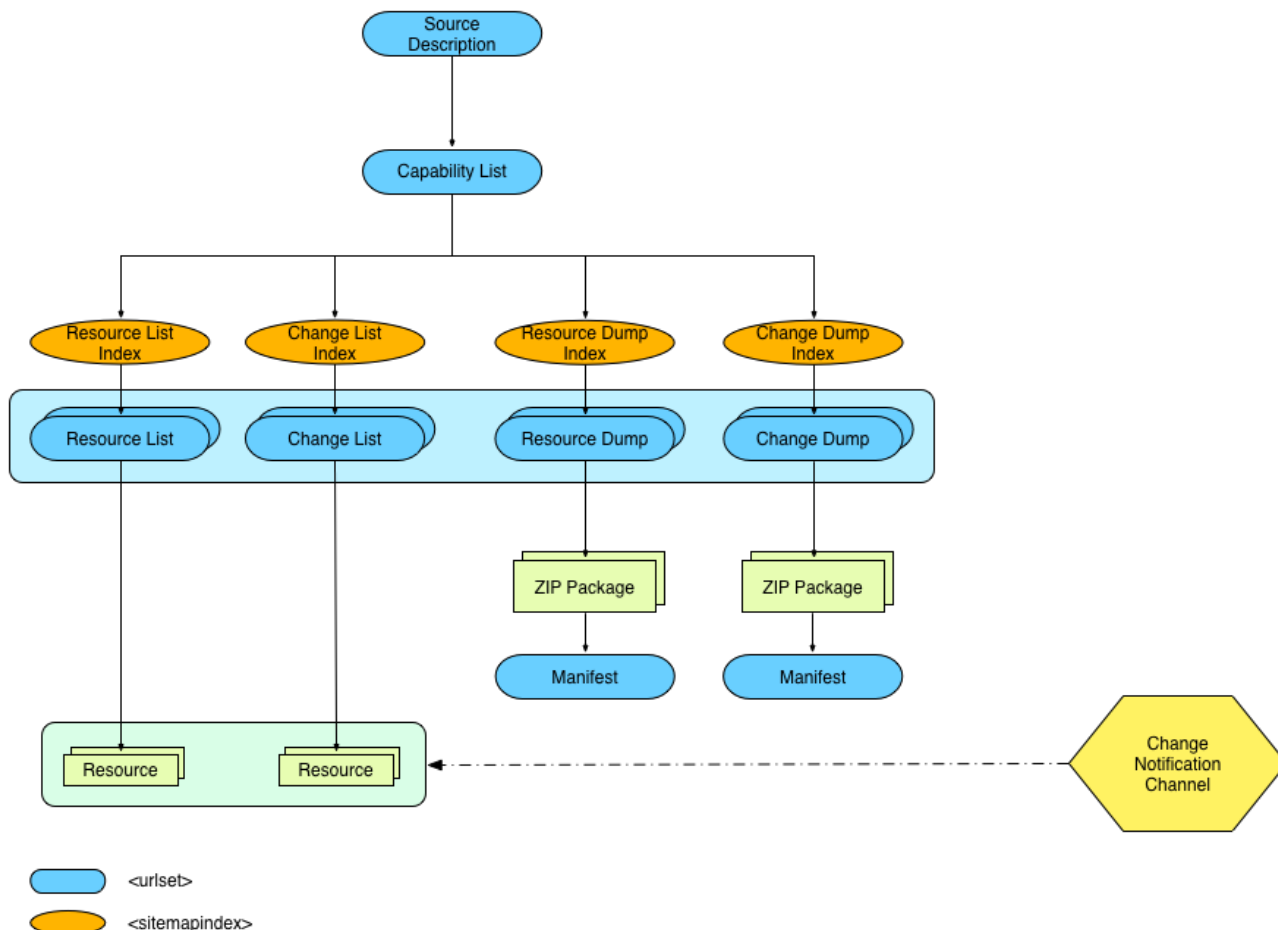 Source
Description
Capability List
Resource List
Index
Change List
Index
Resource Dump
Index
Change Dump
Index
Resource List
Change List
Resource Dump
Change Dump
ZIP Package
ZIP Package
Manifest
Manifest
Change
Notification
Channel
Resource
Resource
<urlset>
<sitemapindex>